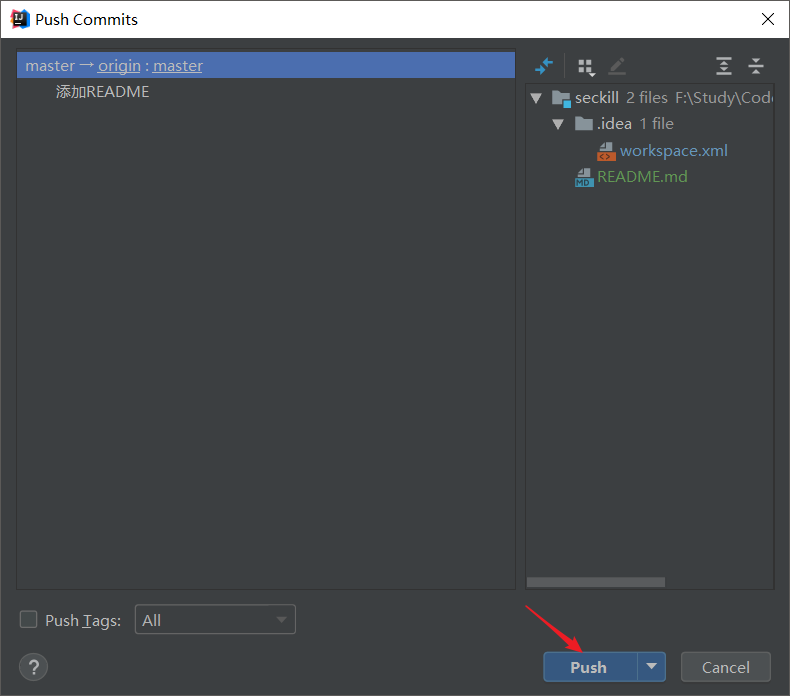 Push Commits
master → origin : master
添加README
seckill 2 files F:\Study\Cod
.idea 1 file
workspace.xml
README.md
Push Tags: All
? Push Cancel